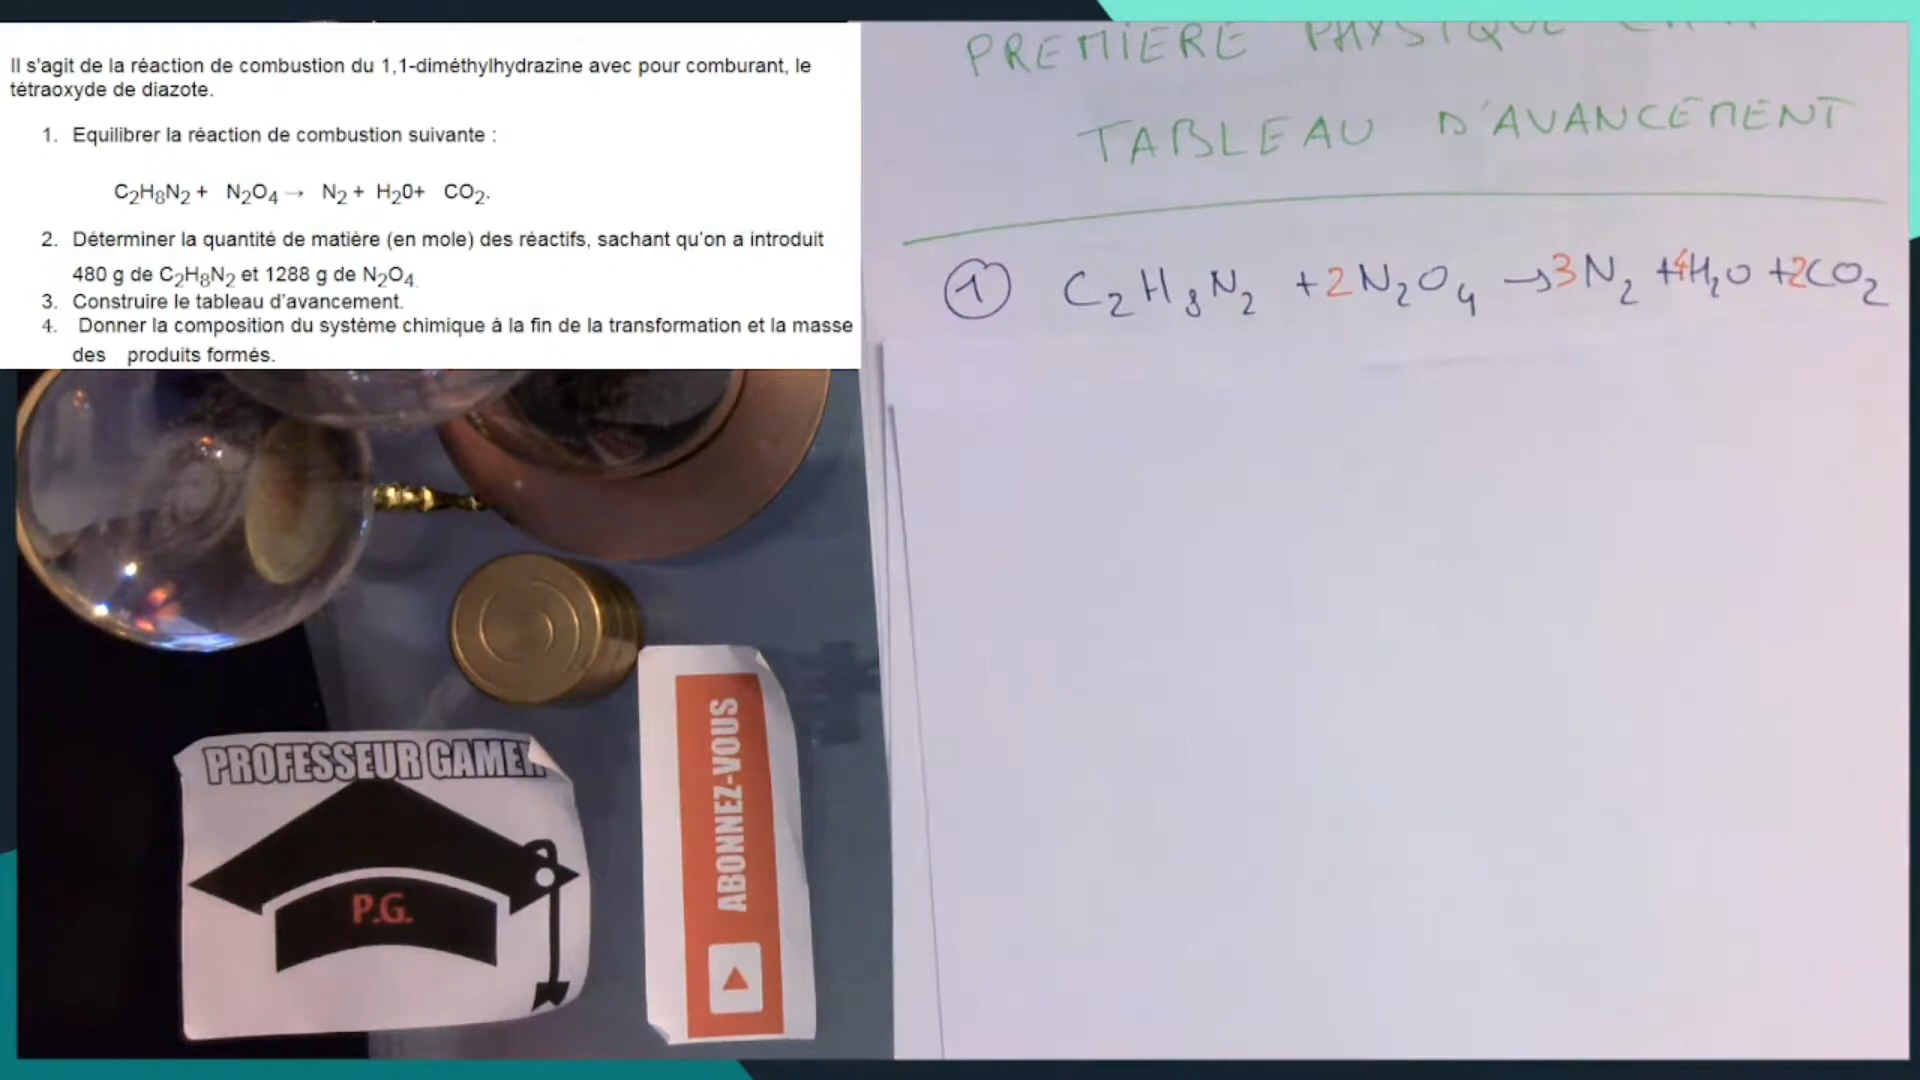 Il s'agit de la réaction de combustion du 1,1-diméthylhydrazine avec pour comburant, le
tétraoxyde de diazote.
1. Equilibrer la réaction de combustion suivante :
C2H8N2 + N2O4 → N2 + H20+ CO2.
2. Déterminer la quantité de matière (en mole) des réactifs, sachant qu'on a introduit
480 g de C2H8N2 et 1288 g de N2O4.
3. Construire le tableau d'avancement.
4. Donner la composition du système chimique à la fin de la transformation et la masse
des produits formés.
PREMIERE PHYSIQUE
TABLEAU D'AVANCEMENT
1 C2H8N2 +2N2O4 →3N2 +4H2O +2CO2
PROFESSEUR GAMER
P.G.
ABONNEZ-VOUS